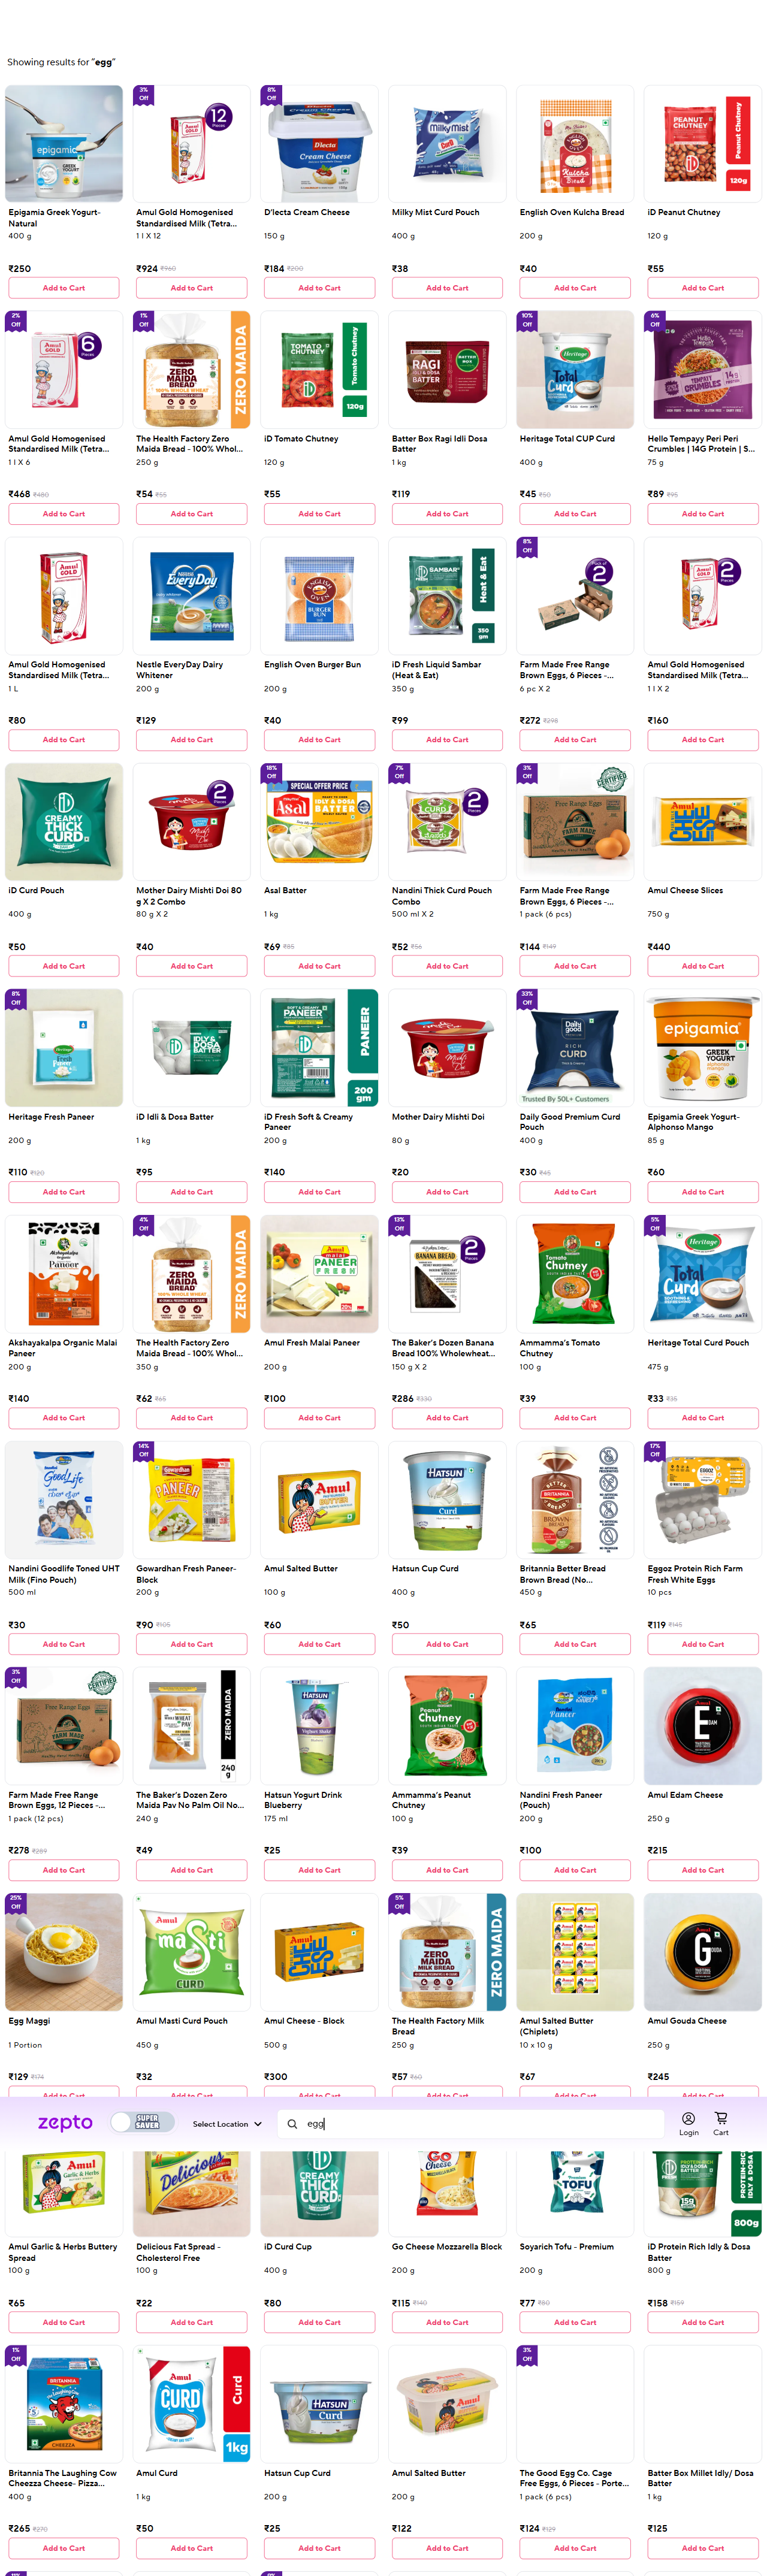 Showing results for "egg"
3% Off
8% Off
Epigamia Greek Yogurt- Natural
400 g
₹250
Add to Cart
Amul Gold Homogenised Standardised Milk (Tetra...
1 l X 12
₹924 ₹960
Add to Cart
D'lecta Cream Cheese
150 g
₹184 ₹200
Add to Cart
Milky Mist Curd Pouch
400 g
₹38
Add to Cart
English Oven Kulcha Bread
200 g
₹40
Add to Cart
iD Peanut Chutney
120 g
₹55
Add to Cart
2% Off
Amul Gold Homogenised Standardised Milk (Tetra...
1 l X 6
₹468 ₹480
Add to Cart
1% Off
ZERO MAIDA
The Health Factory Zero Maida Bread - 100% Whol...
250 g
₹54 ₹55
Add to Cart
Tomato Chutney
120g
iD Tomato Chutney
120 g
₹55
Add to Cart
Batter Box Ragi Idli Dosa Batter
1 kg
₹119
Add to Cart
10% Off
Heritage Total CUP Curd
400 g
₹45 ₹50
Add to Cart
6% Off
Hello Tempayy Peri Peri Crumbles | 14G Protein | S...
75 g
₹89 ₹95
Add to Cart
Amul Gold Homogenised Standardised Milk (Tetra...
1 L
₹80
Add to Cart
Nestle EveryDay Dairy Whitener
200 g
₹129
Add to Cart
English Oven Burger Bun
200 g
₹40
Add to Cart
Heat & Eat
350 gm
iD Fresh Liquid Sambar (Heat & Eat)
350 g
₹99
Add to Cart
8% Off
Farm Made Free Range Brown Eggs, 6 Pieces -...
6 pc X 2
₹272 ₹298
Add to Cart
Amul Gold Homogenised Standardised Milk (Tetra...
1 l X 2
₹160
Add to Cart
iD Curd Pouch
400 g
₹50
Add to Cart
Mother Dairy Mishti Doi 80 g X 2 Combo
80 g X 2
₹40
Add to Cart
18% Off
Asal Batter
1 kg
₹69 ₹85
Add to Cart
7% Off
Nandini Thick Curd Pouch Combo
500 ml X 2
₹52 ₹56
Add to Cart
3% Off
Farm Made Free Range Brown Eggs, 6 Pieces -...
1 pack (6 pcs)
₹144 ₹149
Add to Cart
Amul Cheese Slices
750 g
₹440
Add to Cart
8% Off
Heritage Fresh Paneer
200 g
₹110 ₹120
Add to Cart
iD Idli & Dosa Batter
1 kg
₹95
Add to Cart
PANEER
200 gm
iD Fresh Soft & Creamy Paneer
200 g
₹140
Add to Cart
Mother Dairy Mishti Doi
80 g
₹20
Add to Cart
33% Off
Trusted By 50L+ Customers
Daily Good Premium Curd Pouch
400 g
₹30 ₹45
Add to Cart
Epigamia Greek Yogurt- Alphonso Mango
85 g
₹60
Add to Cart
Akshayakalpa Organic Malai Paneer
200 g
₹140
Add to Cart
4% Off
ZERO MAIDA
The Health Factory Zero Maida Bread - 100% Whol...
350 g
₹62 ₹65
Add to Cart
Amul Fresh Malai Paneer
200 g
₹100
Add to Cart
13% Off
The Baker's Dozen Banana Bread 100% Wholewheat...
150 g X 2
₹286 ₹330
Add to Cart
Ammamma's Tomato Chutney
100 g
₹39
Add to Cart
5% Off
Heritage Total Curd Pouch
475 g
₹33 ₹35
Add to Cart
Nandini Goodlife Toned UHT Milk (Fino Pouch)
500 ml
₹30
Add to Cart
14% Off
Gowardhan Fresh Paneer- Block
200 g
₹90 ₹105
Add to Cart
Amul Salted Butter
100 g
₹60
Add to Cart
Hatsun Cup Curd
400 g
₹50
Add to Cart
Britannia Better Bread Brown Bread (No...
450 g
₹65
Add to Cart
17% Off
Eggoz Protein Rich Farm Fresh White Eggs
10 pcs
₹119 ₹145
Add to Cart
3% Off
Farm Made Free Range Brown Eggs, 12 Pieces -...
1 pack (12 pcs)
₹278 ₹289
Add to Cart
ZERO MAIDA
240 g
The Baker's Dozen Zero Maida Pav No Palm Oil No...
240 g
₹49
Add to Cart
Hatsun Yogurt Drink Blueberry
175 ml
₹25
Add to Cart
Ammamma's Peanut Chutney
100 g
₹39
Add to Cart
Nandini Fresh Paneer (Pouch)
200 g
₹100
Add to Cart
Amul Edam Cheese
250 g
₹215
Add to Cart
25% Off
Egg Maggi
1 Portion
₹129 ₹174
Amul Masti Curd Pouch
450 g
₹32
Amul Cheese - Block
500 g
₹300
5% Off
ZERO MAIDA
The Health Factory Milk Bread
250 g
₹57 ₹60
Amul Salted Butter (Chiplets)
10 x 10 g
₹67
Amul Gouda Cheese
250 g
₹245
zepto
SUPER SAVER
Select Location
egg
Login
Cart
Amul Garlic & Herbs Buttery Spread
100 g
₹65
Add to Cart
Delicious Fat Spread - Cholesterol Free
100 g
₹22
Add to Cart
iD Curd Cup
400 g
₹80
Add to Cart
Go Cheese Mozzarella Block
200 g
₹115 ₹140
Add to Cart
Soyarich Tofu - Premium
200 g
₹77 ₹80
Add to Cart
800g
iD Protein Rich Idly & Dosa Batter
800 g
₹158 ₹159
Add to Cart
1% Off
Britannia The Laughing Cow Cheezza Cheese- Pizza...
400 g
₹265 ₹270
Add to Cart
Curd
1kg
Amul Curd
1 kg
₹50
Add to Cart
Hatsun Cup Curd
200 g
₹25
Add to Cart
Amul Salted Butter
200 g
₹122
Add to Cart
3% Off
The Good Egg Co. Cage Free Eggs, 6 Pieces - Porte...
1 pack (6 pcs)
₹124 ₹129
Add to Cart
Batter Box Millet Idly/ Dosa Batter
1 kg
₹125
Add to Cart